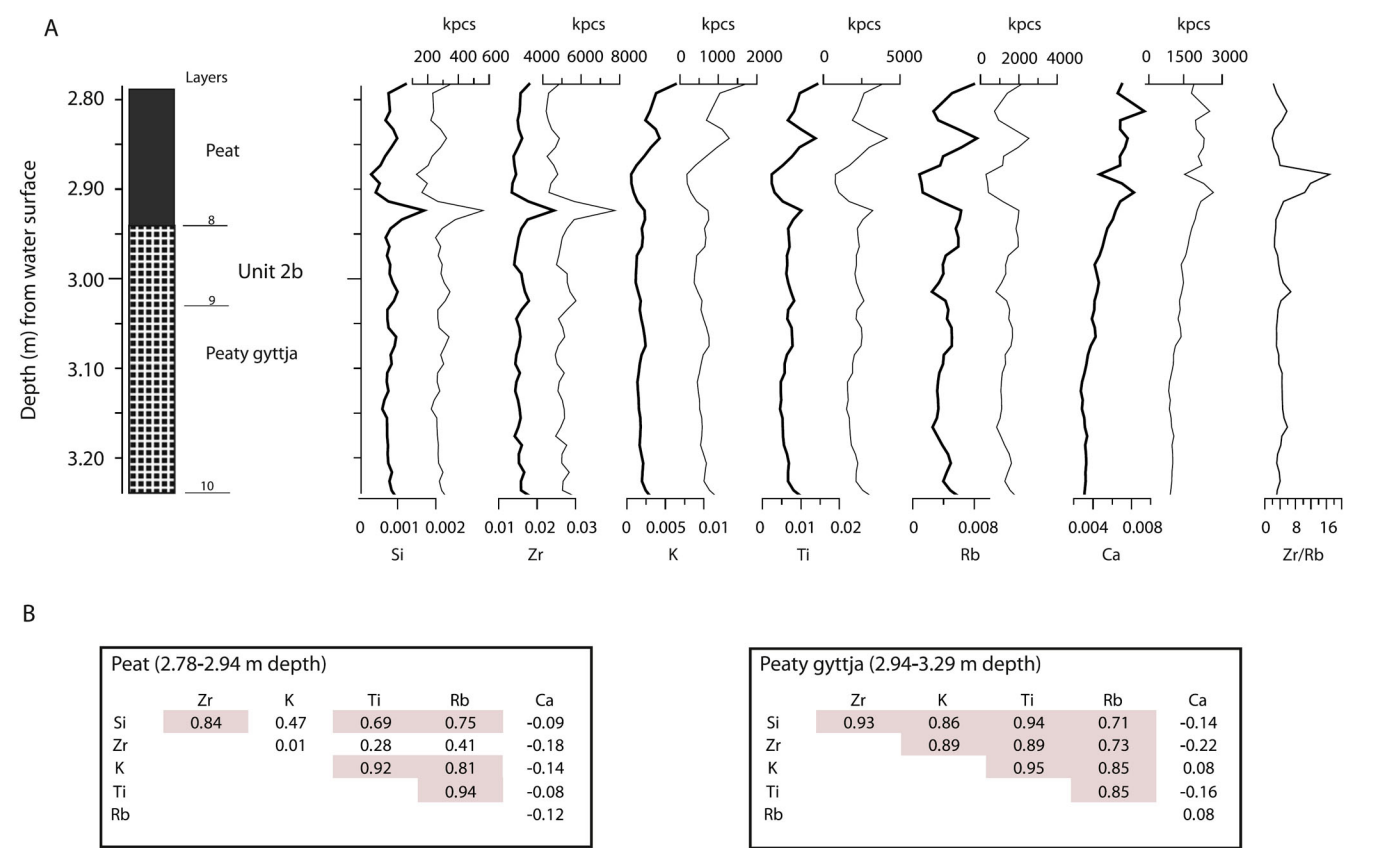 A
kpcs kpcs kpcs kpcs kpcs kpcs
200 400 600 4000 6000 8000 0 1000 2000 0 5000 0 2000 4000 0 1500 3000
Layers
2.80
Peat
2.90
8
Unit 2b
3.00
9
Peaty gyttja
3.10
3.20
10
Depth (m) from water surface
0 0.001 0.002 0.01 0.02 0.03 0 0.005 0.01 0 0.01 0.02 0 0.008 0.004 0.008 0 8 16
Si Zr K Ti Rb Ca Zr/Rb
B
Peat (2.78-2.94 m depth)
Zr K Ti Rb Ca
Si 0.84 0.47 0.69 0.75 -0.09
Zr 0.01 0.28 0.41 -0.18
K 0.92 0.81 -0.14
Ti 0.94 -0.08
Rb -0.12
Peaty gyttja (2.94-3.29 m depth)
Zr K Ti Rb Ca
Si 0.93 0.86 0.94 0.71 -0.14
Zr 0.89 0.89 0.73 -0.22
K 0.95 0.85 0.08
Ti 0.85 -0.16
Rb 0.08